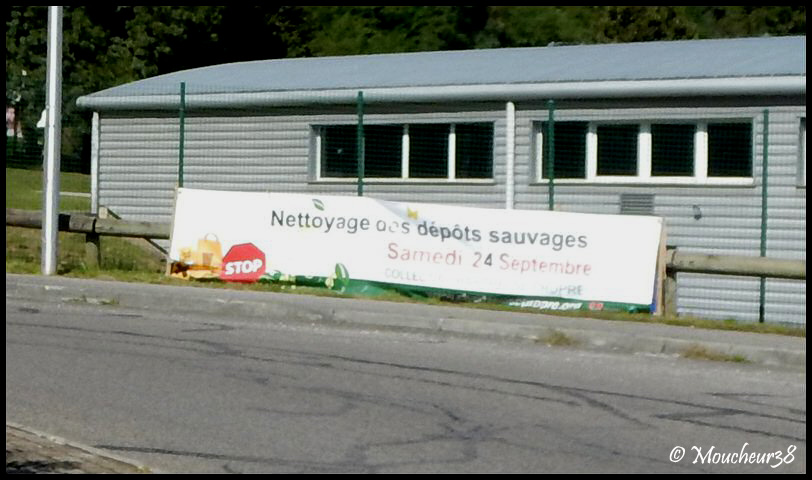 Nettoyage des dépôts sauvages
Samedi 24 Septembre
STOP
© Moucheur38